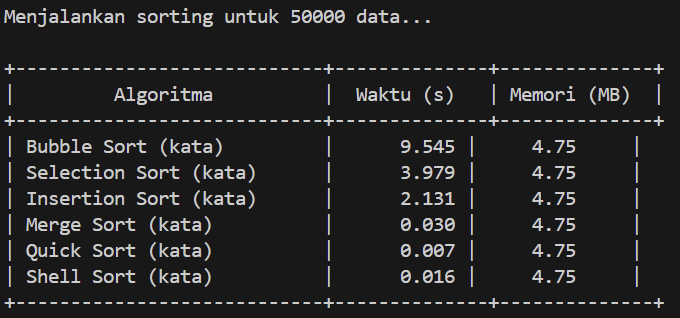 Menjalankan sorting untuk 50000 data...
+----------------------------+--------------+--------------+
|         Algoritma          |  Waktu (s)   | Memori (MB)  |
+----------------------------+--------------+--------------+
| Bubble Sort (kata)         |      9.545 |     4.75     |
| Selection Sort (kata)      |      3.979 |     4.75     |
| Insertion Sort (kata)      |      2.131 |     4.75     |
| Merge Sort (kata)          |      0.030 |     4.75     |
| Quick Sort (kata)          |      0.007 |     4.75     |
| Shell Sort (kata)          |      0.016 |     4.75     |
+----------------------------+--------------+--------------+